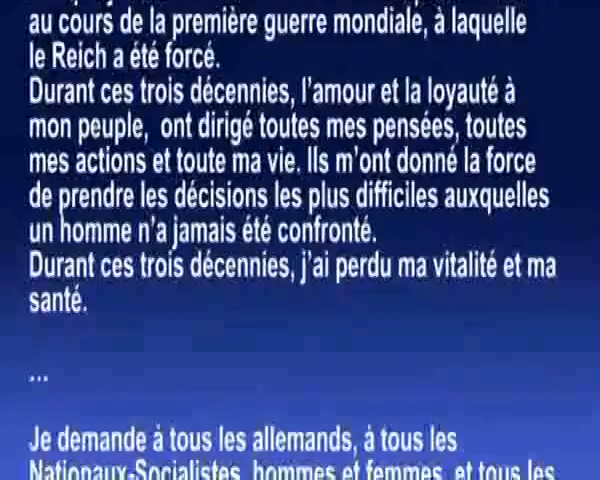 au cours de la première guerre mondiale, à laquelle
le Reich a été forcé.
Durant ces trois décennies, l'amour et la loyauté à
mon peuple, ont dirigé toutes mes pensées, toutes
mes actions et toute ma vie. Ils m'ont donné la force
de prendre les décisions les plus difficiles auxquelles
un homme n'a jamais été confronté.
Durant ces trois décennies, j'ai perdu ma vitalité et ma
santé.
...
Je demande à tous les allemands, à tous les
Nationaux-Socialistes, hommes et femmes, et tous les